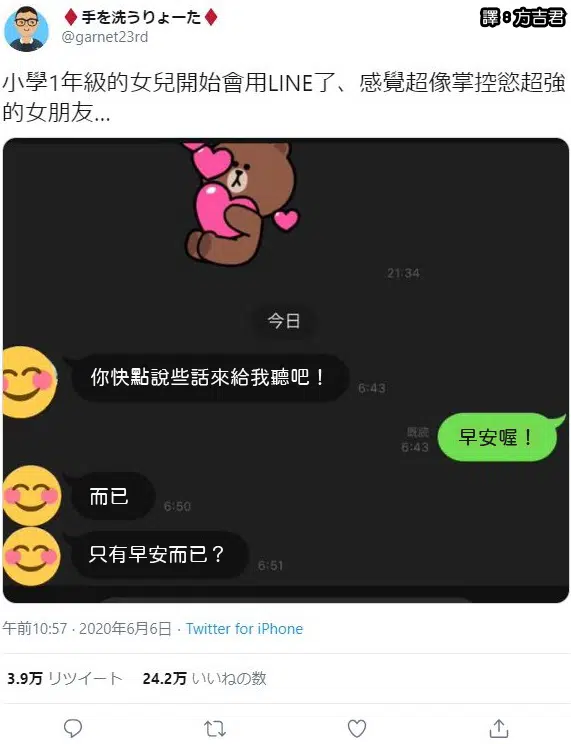 ♦手を洗うりょーた♦
譯8方吉君
@garnet23rd
小學1年級的女兒開始會用LINE了、感覺超像掌控慾超強
的女朋友...
21:34
今日
你快點說些話來給我聽吧！
6:43
既読
6:43
早安喔！
而已
6:50
只有早安而已？
6:51
午前10:57 · 2020年6月6日 · Twitter for iPhone
3.9万 リツイート 24.2万 いいねの数